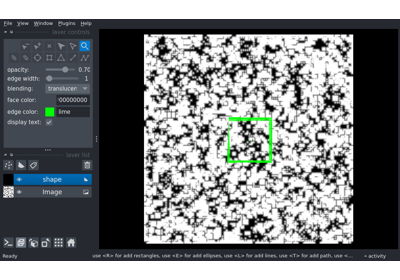 File View Window Plugins Help
layer controls
opacity: 0.70
edge width: 1
blending: translucen
face color: 00000000
edge color: lime
display text:
layer list
shape
Image
Ready use <R> for add rectangles, use <E> for add ellipses, use <L> for add lines, use <T> for add path, use <... activity